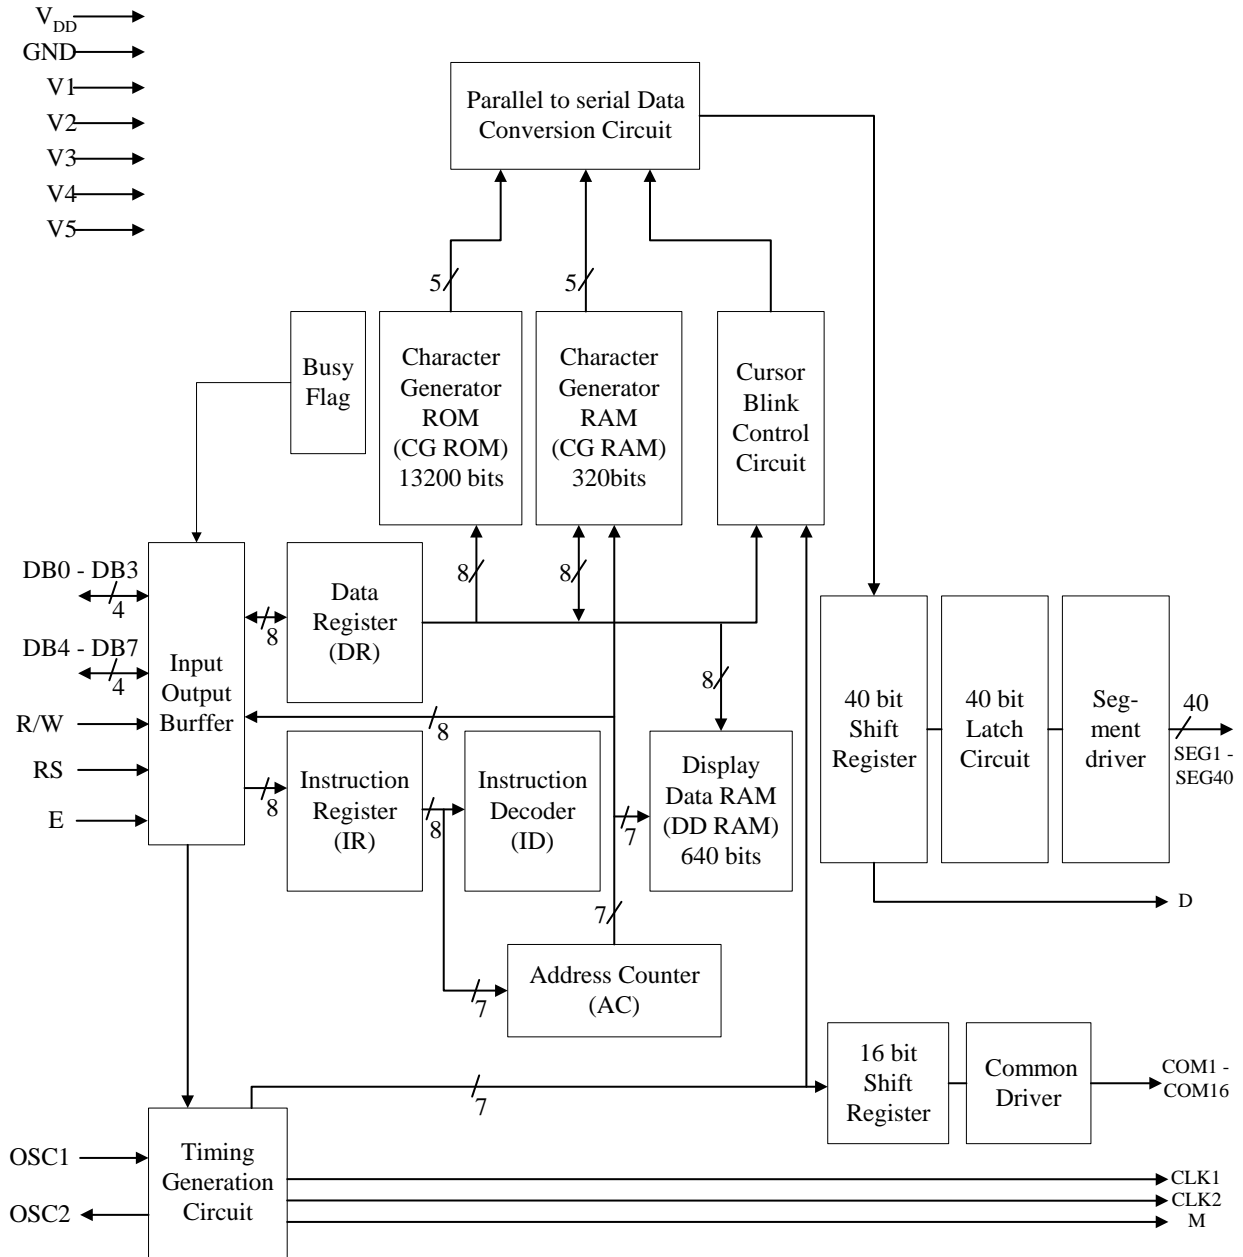 VDD
GND
V1
V2
V3
V4
V5
Parallel to serial Data
Conversion Circuit
5
5
Busy
Flag
Character
Generator
ROM
(CG ROM)
13200 bits
Character
Generator
RAM
(CG RAM)
320bits
Cursor
Blink
Control
Circuit
8
8
DB0 - DB3
4
DB4 - DB7
4
R/W
RS
E
Input
Output
Burffer
8
Data
Register
(DR)
8
8
8
Instruction
Register
(IR)
8
Instruction
Decoder
(ID)
7
Display
Data RAM
(DD RAM)
640 bits
40 bit
Shift
Register
40 bit
Latch
Circuit
Seg-
ment
driver
40
SEG1 -
SEG40
D
7
7
Address Counter
(AC)
7
16 bit
Shift
Register
Common
Driver
COM1 -
COM16
OSC1
OSC2
Timing
Generation
Circuit
CLK1
CLK2
M